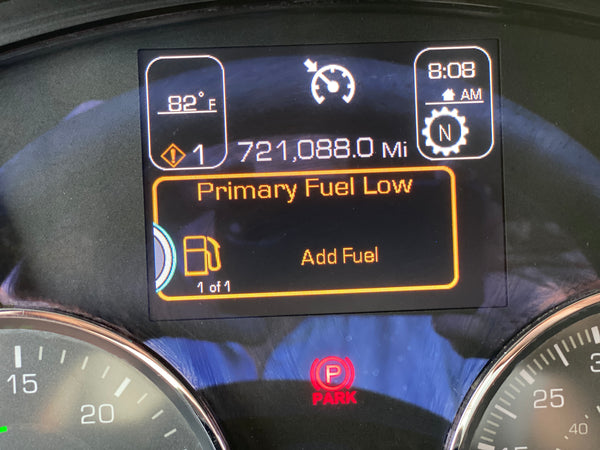 8:08
82°F
AM
N
1
721,088.0 Mi
Primary Fuel Low
Add Fuel
1 of 1
P
PARK
15
20
25
40